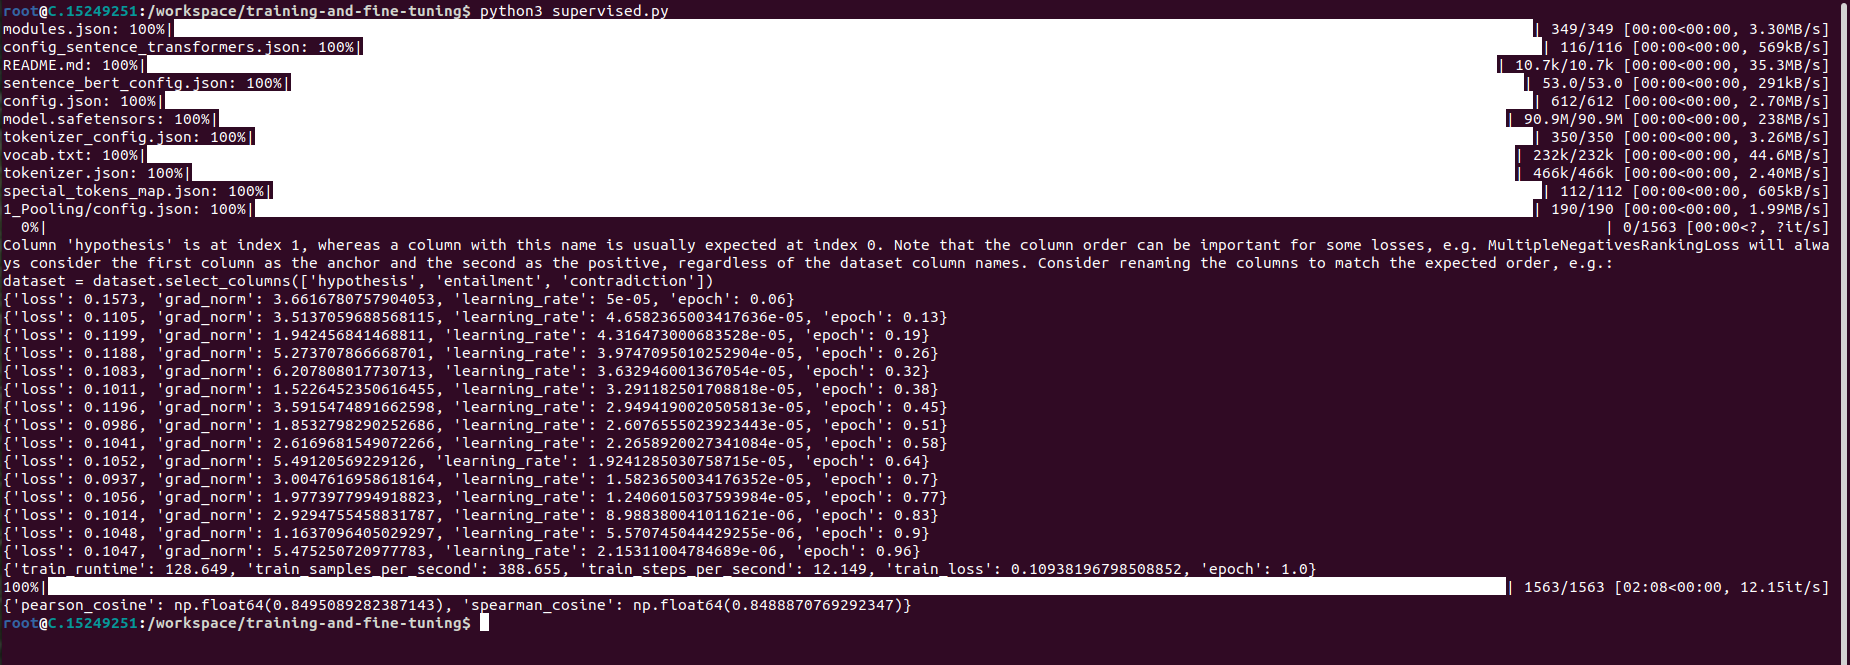 root@C.15249251:/workspace/training-and-fine-tuning$ python3 supervised.py
modules.json: 100%| | 349/349 [00:00<00:00, 3.30MB/s]
config_sentence_transformers.json: 100%| | 116/116 [00:00<00:00, 569kB/s]
README.md: 100%| | 10.7k/10.7k [00:00<00:00, 35.3MB/s]
sentence_bert_config.json: 100%| | 53.0/53.0 [00:00<00:00, 291kB/s]
config.json: 100%| | 612/612 [00:00<00:00, 2.70MB/s]
model.safetensors: 100%| | 90.9M/90.9M [00:00<00:00, 238MB/s]
tokenizer_config.json: 100%| | 350/350 [00:00<00:00, 3.26MB/s]
vocab.txt: 100%| | 232k/232k [00:00<00:00, 44.6MB/s]
tokenizer.json: 100%| | 466k/466k [00:00<00:00, 2.40MB/s]
special_tokens_map.json: 100%| | 112/112 [00:00<00:00, 605kB/s]
1_Pooling/config.json: 100%| | 190/190 [00:00<00:00, 1.99MB/s]
0%| | 0/1563 [00:00<?, ?it/s]
Column 'hypothesis' is at index 1, whereas a column with this name is usually expected at index 0. Note that the column order can be important for some losses, e.g. MultipleNegativesRankingLoss will alwa
ys consider the first column as the anchor and the second as the positive, regardless of the dataset column names. Consider renaming the columns to match the expected order, e.g.:
dataset = dataset.select_columns(['hypothesis', 'entailment', 'contradiction'])
{'loss': 0.1573, 'grad_norm': 3.6616780757904053, 'learning_rate': 5e-05, 'epoch': 0.06}
{'loss': 0.1105, 'grad_norm': 3.5137059688568115, 'learning_rate': 4.6582365003417636e-05, 'epoch': 0.13}
{'loss': 0.1199, 'grad_norm': 1.942456841468811, 'learning_rate': 4.316473000683528e-05, 'epoch': 0.19}
{'loss': 0.1188, 'grad_norm': 5.273707866668701, 'learning_rate': 3.9747095010252904e-05, 'epoch': 0.26}
{'loss': 0.1083, 'grad_norm': 6.207808017730713, 'learning_rate': 3.632946001367054e-05, 'epoch': 0.32}
{'loss': 0.1011, 'grad_norm': 1.5226452350616455, 'learning_rate': 3.291182501708818e-05, 'epoch': 0.38}
{'loss': 0.1196, 'grad_norm': 3.5915474891662598, 'learning_rate': 2.9494190020505813e-05, 'epoch': 0.45}
{'loss': 0.0986, 'grad_norm': 1.8532798290252686, 'learning_rate': 2.6076555023923443e-05, 'epoch': 0.51}
{'loss': 0.1041, 'grad_norm': 2.6169681549072266, 'learning_rate': 2.2658920027341084e-05, 'epoch': 0.58}
{'loss': 0.1052, 'grad_norm': 5.49120569229126, 'learning_rate': 1.9241285030758715e-05, 'epoch': 0.64}
{'loss': 0.0937, 'grad_norm': 3.0047616958618164, 'learning_rate': 1.5823650034176352e-05, 'epoch': 0.7}
{'loss': 0.1056, 'grad_norm': 1.9773977994918823, 'learning_rate': 1.2406015037593984e-05, 'epoch': 0.77}
{'loss': 0.1014, 'grad_norm': 2.9294755458831787, 'learning_rate': 8.988380041011621e-06, 'epoch': 0.83}
{'loss': 0.1048, 'grad_norm': 1.1637096405029297, 'learning_rate': 5.570745044429255e-06, 'epoch': 0.9}
{'loss': 0.1047, 'grad_norm': 5.475250720977783, 'learning_rate': 2.15311004784689e-06, 'epoch': 0.96}
{'train_runtime': 128.649, 'train_samples_per_second': 388.655, 'train_steps_per_second': 12.149, 'train_loss': 0.10938196798508852, 'epoch': 1.0}
100%| | 1563/1563 [02:08<00:00, 12.15it/s]
{'pearson_cosine': np.float64(0.8495089282387143), 'spearman_cosine': np.float64(0.8488870769292347)}
root@C.15249251:/workspace/training-and-fine-tuning$